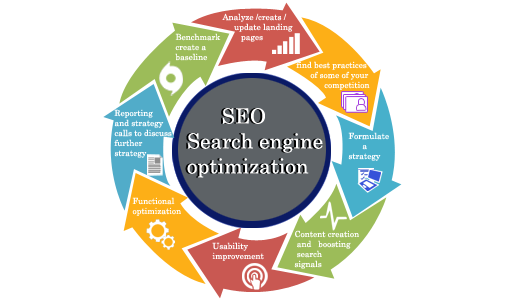 SEO
Search engine
optimization
Analyze /creats /
update landing
pages
find best practices
of some of your
competition
Formulate
a
strategy
Content creation
and boosting
search
signals
Usability
improvement
Functional
optimization
Reporting
and strategy
calls to discuss
further
strategy
Benchmark
create a
baseline